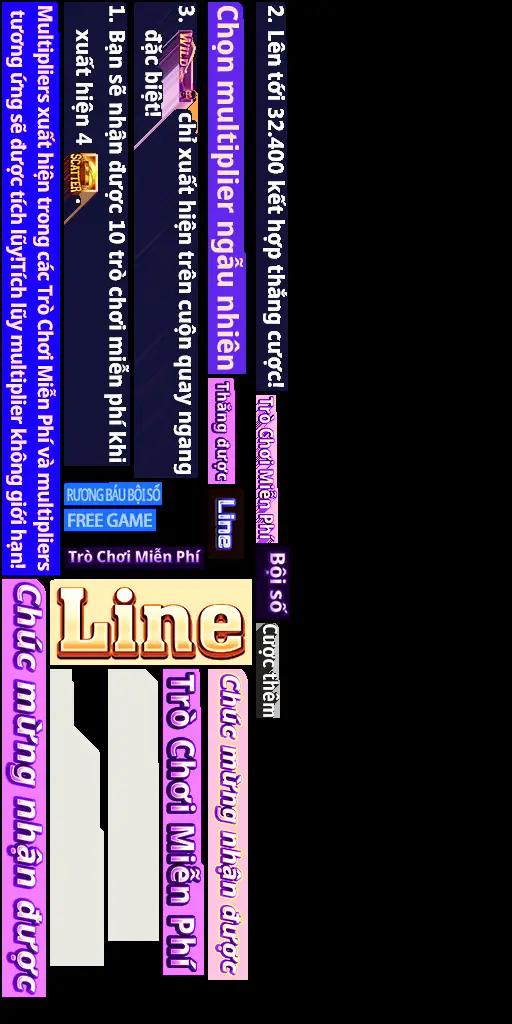 2. Lên tới 32.400 kết hợp thắng cược!
Chọn multiplier ngẫu nhiên
3. WILD chỉ xuất hiện trên cuộn quay ngang
đặc biệt!
1. Bạn sẽ nhận được 10 trò chơi miễn phí khi
xuất hiện 4 SCATTER .
Multipliers xuất hiện trong các Trò Chơi Miễn Phí và multipliers
tương ứng sẽ được tích lũy!Tích lũy multiplier không giới hạn!
Trò Chơi Miễn Phí
Thắng được
Line
RƯƠNG BÁU BỘI SỐ
FREE GAME
Trò Chơi Miễn Phí
Bội số
Line
Cược thêm
Chúc mừng nhận được
Trò Chơi Miễn Phí
Chúc mừng nhận được